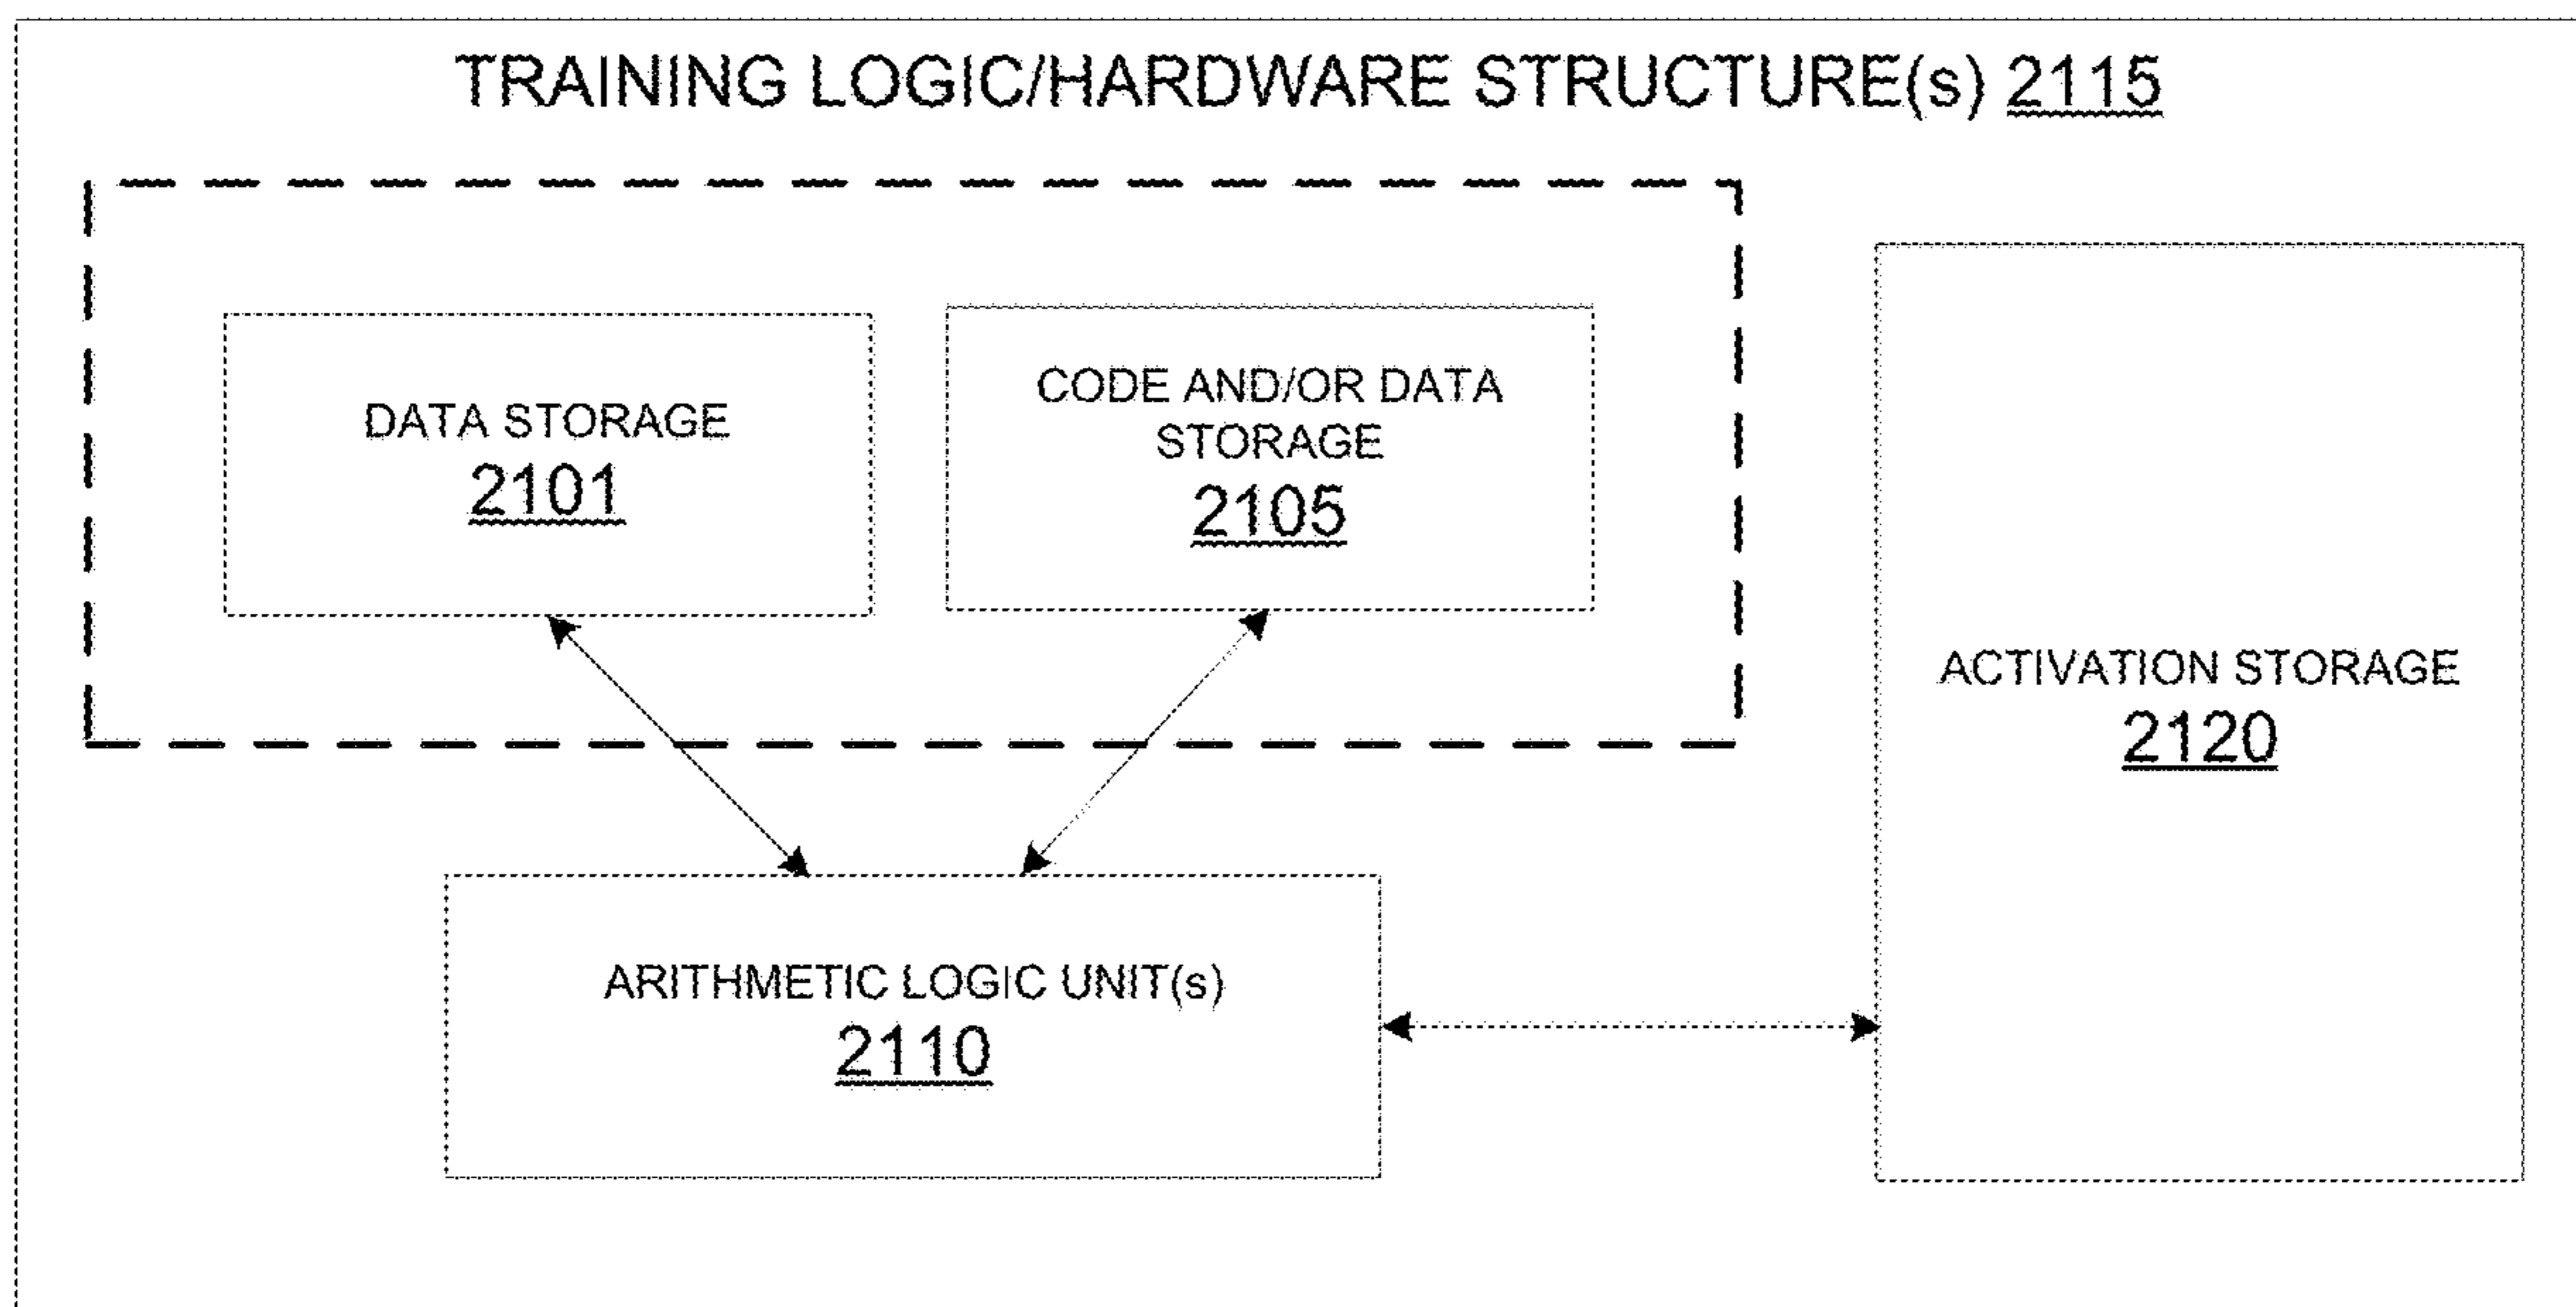 TRAINING LOGIC/HARDWARE STRUCTURE(s) 2115
DATA STORAGE
2101
CODE AND/OR DATA
STORAGE
2105
ACTIVATION STORAGE
2120
ARITHMETIC LOGIC UNIT(s)
2110